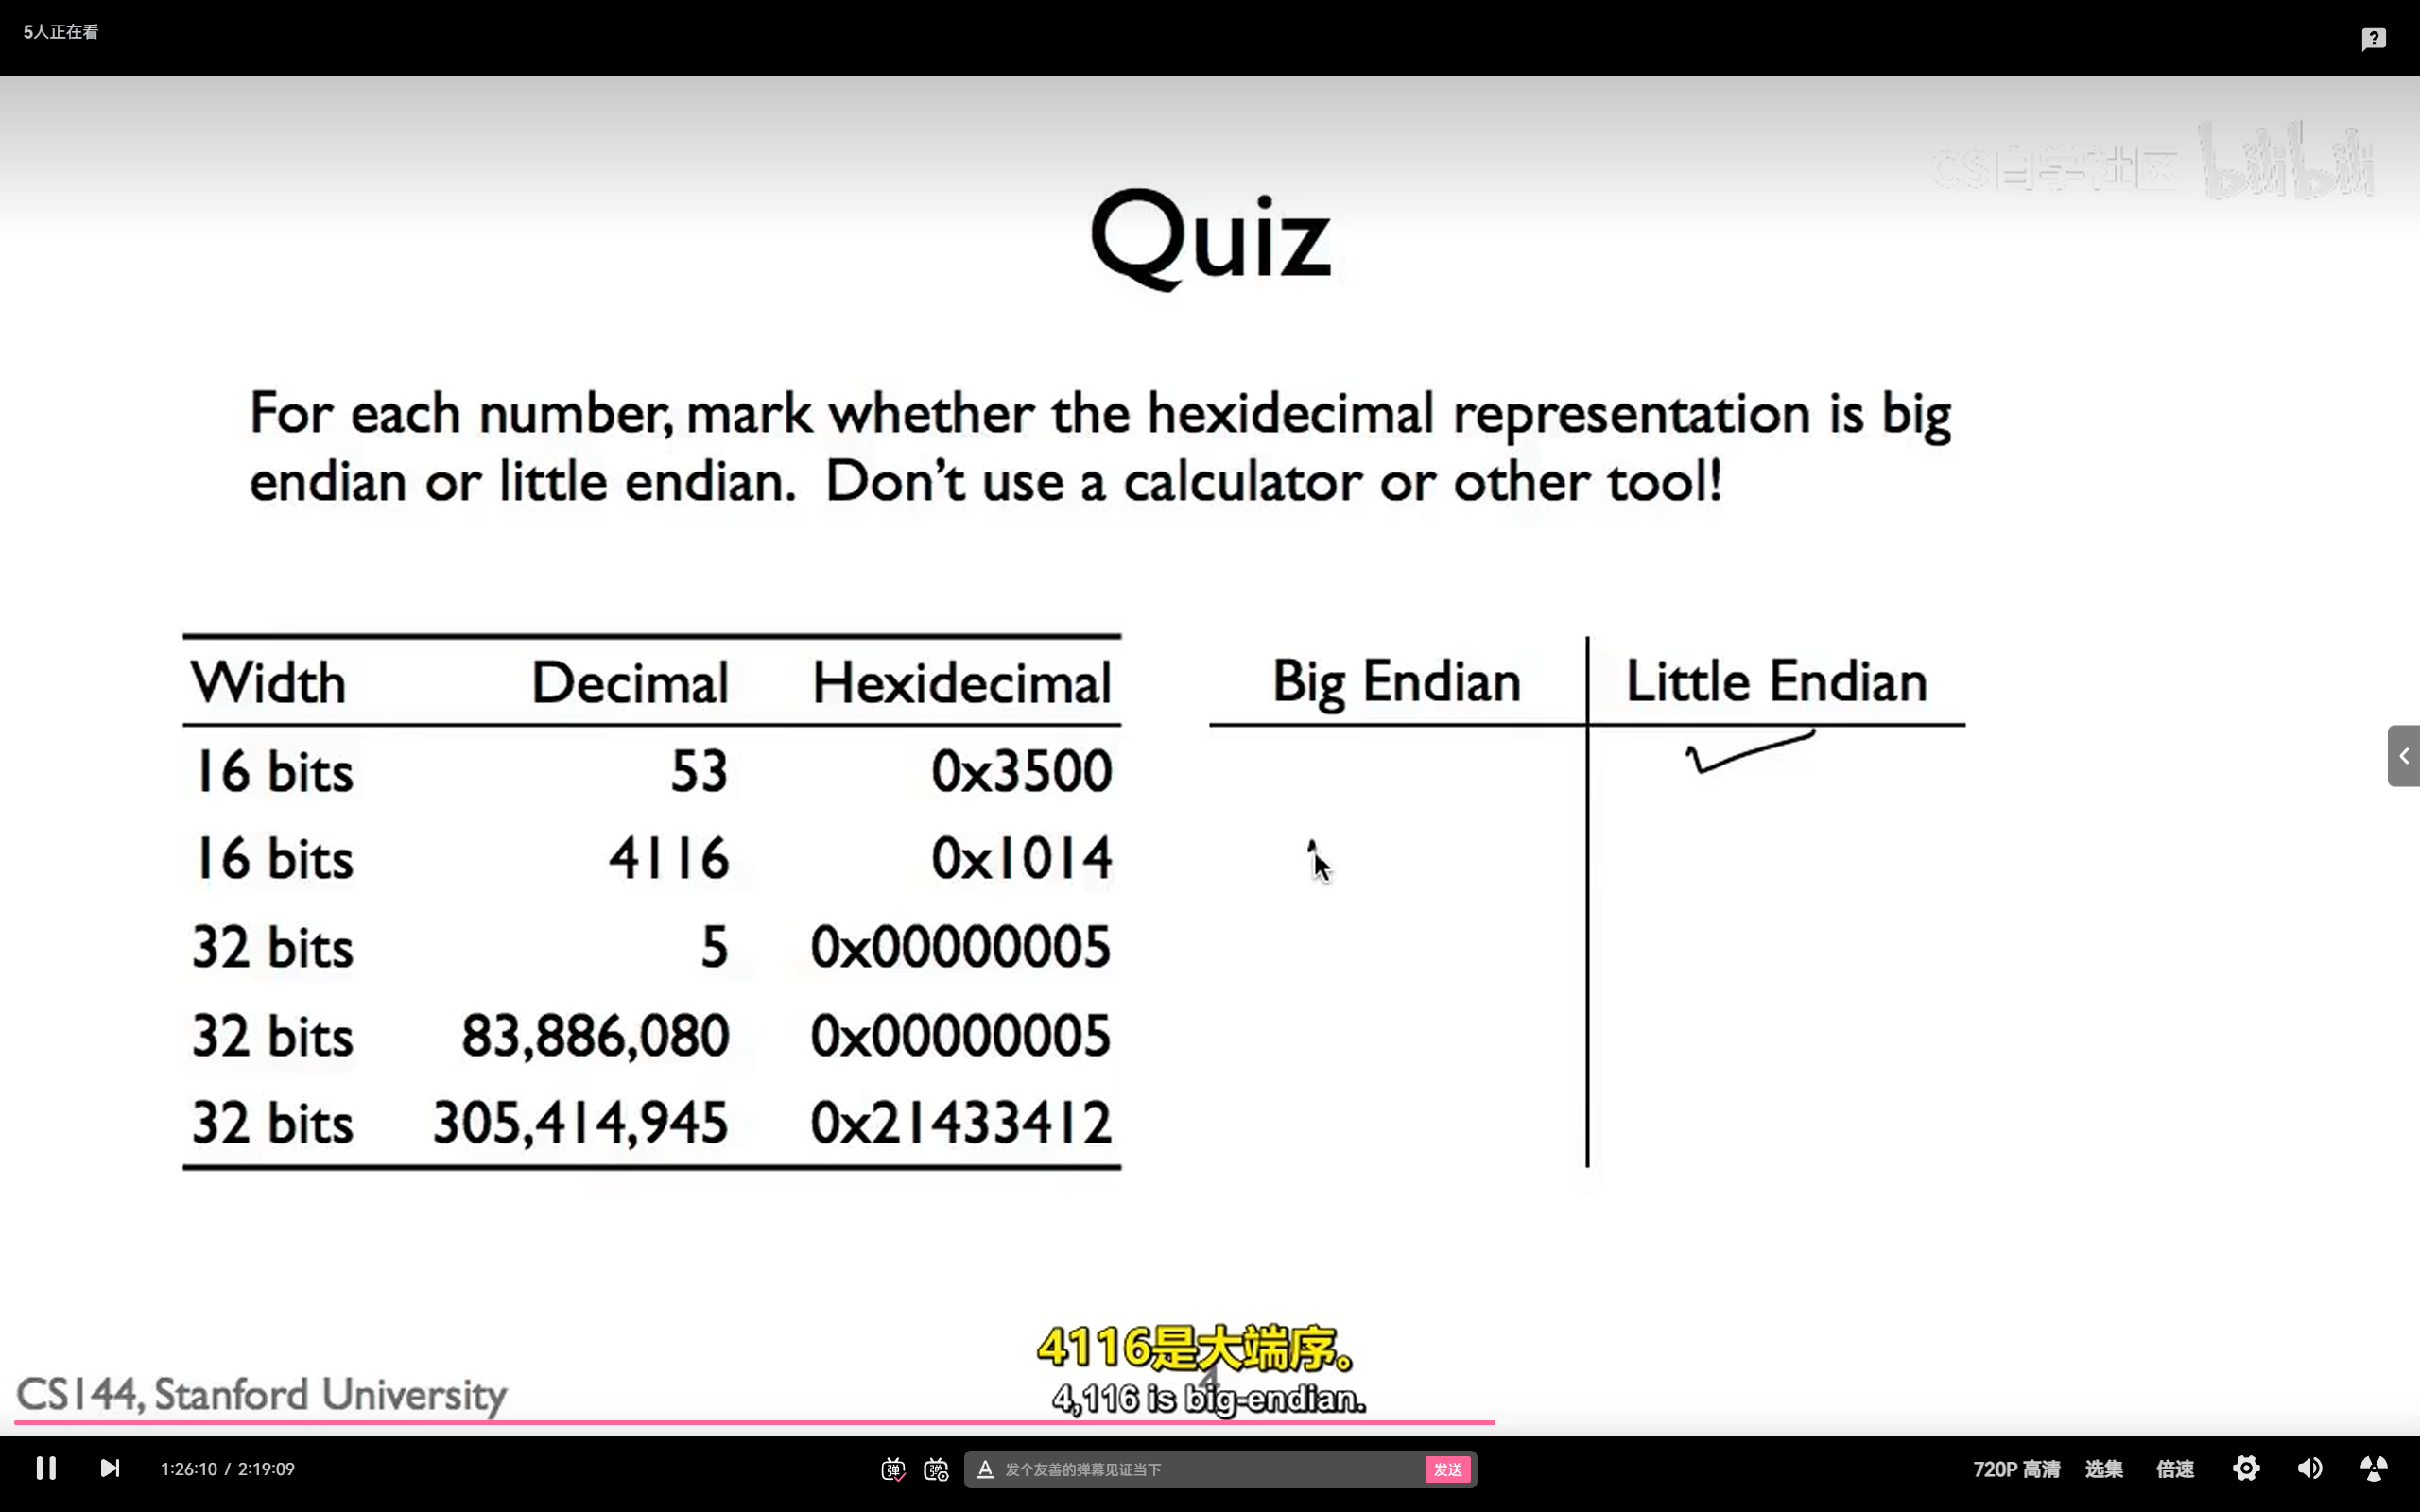 5人正在看
CS自学社区 bilibili
Quiz
For each number, mark whether the hexidecimal representation is big
endian or little endian. Don't use a calculator or other tool!
Width Decimal Hexidecimal Big Endian Little Endian
16 bits 53 0x3500
16 bits 4116 0x1014
32 bits 5 0x00000005
32 bits 83,886,080 0x00000005
32 bits 305,414,945 0x21433412
4116是大端序。
4,116 is big-endian.
CS144, Stanford University
4
1:26:10 / 2:19:09
弹 弹
A 发个友善的弹幕见证当下 发送
720P 高清 选集 倍速